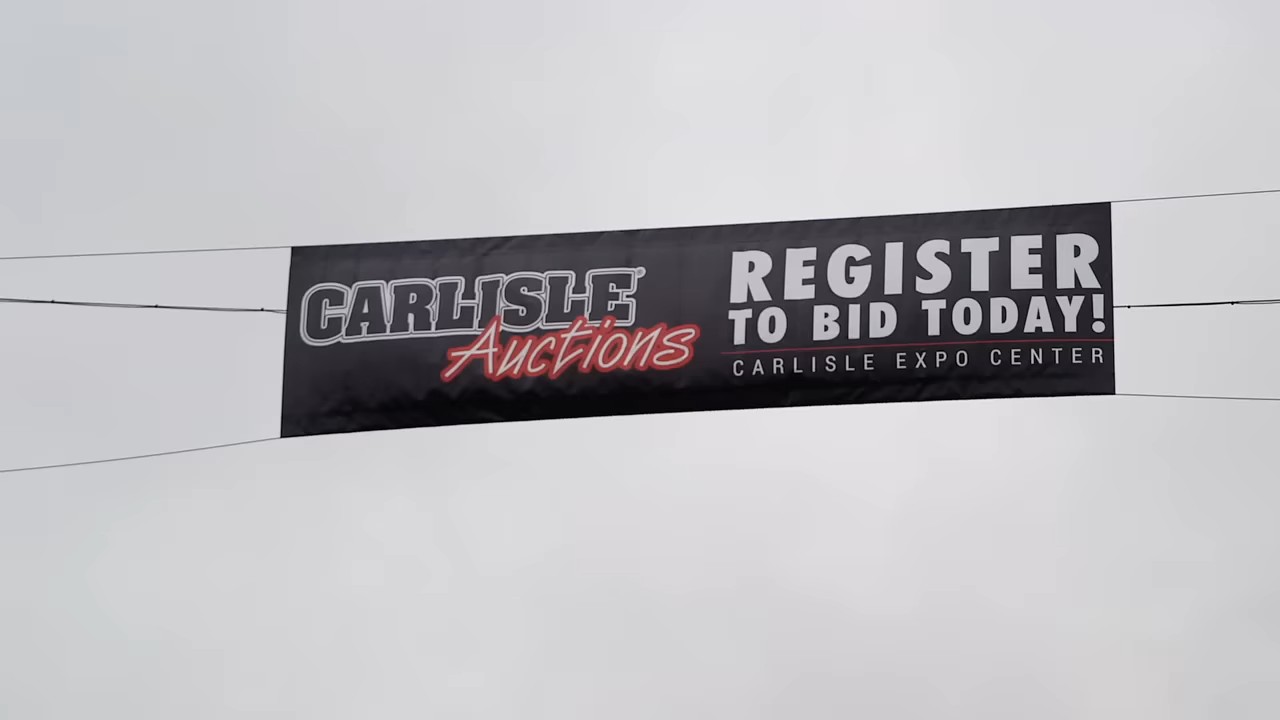 CARLISLE®
Auctions
REGISTER
TO BID TODAY!
CARLISLE EXPO CENTER